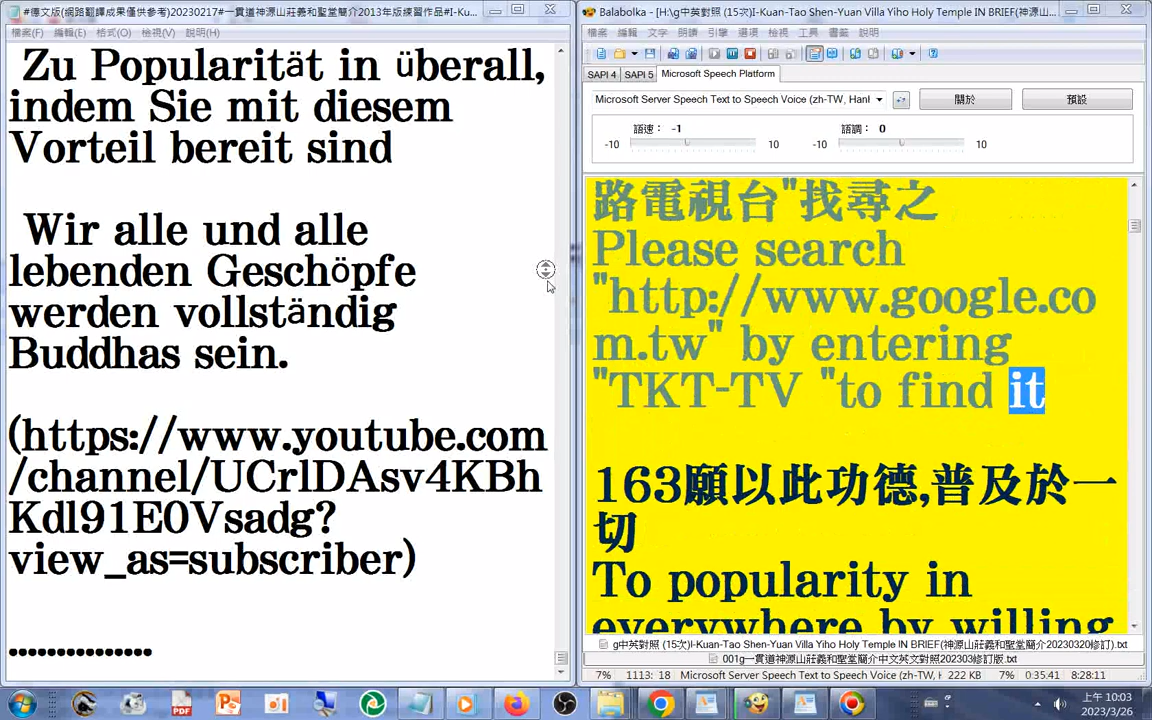 #德文版(網路翻譯成果僅供參考)20230217#一貫道神源山莊義和聖堂簡介2013年版練習作品#I-Ku...
檔案(F) 編輯(E) 格式(O) 檢視(V) 說明(H)
Zu Popularität in überall,
indem Sie mit diesem
Vorteil bereit sind
Wir alle und alle
lebenden Geschöpfe
werden vollständig
Buddhas sein.
(https://www.youtube.com
/channel/UCrlDAsv4KBh
Kdl91E0Vsadg?
view_as=subscriber)
...............
Balabolka - [H:\g中英對照 (15次)I-Kuan-Tao Shen-Yuan Villa Yiho Holy Temple IN BRIEF(神源山...
檔案 編輯 文字 朗讀 引擎 選項 檢視 工具 書籤 說明
SAPI 4 SAPI 5 Microsoft Speech Platform
Microsoft Server Speech Text to Speech Voice (zh-TW, Hanl
關於
預設
語速： -1
語調： 0
-10 10 -10 10
路電視台"找尋之
Please search
"http://www.google.co
m.tw" by entering
"TKT-TV "to find it
163願以此功德,普及於一
切
To popularity in
everywhere by willing
g中英對照 (15次)I-Kuan-Tao Shen-Yuan Villa Yiho Holy Temple IN BRIEF(神源山莊義和聖堂簡介20230320修訂).txt
001g一貫道神源山莊義和聖堂簡介中文英文對照202303修訂版.txt
7% 1113: 18 Microsoft Server Speech Text to Speech Voice (zh-TW, H 222 KB 7% 0:35:41 8:28:11
上午 10:03
2023/3/26